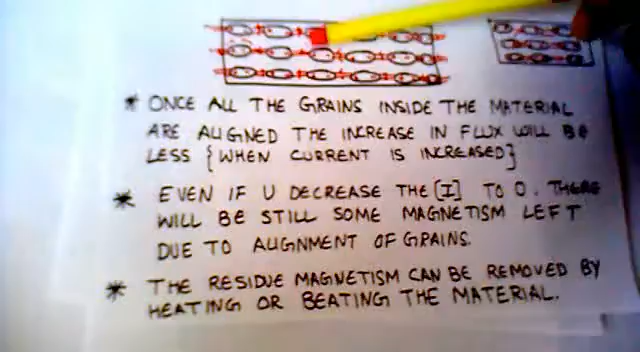 * ONCE ALL THE GRAINS INSIDE THE MATERIAL
ARE ALIGNED THE INCREASE IN FLUX WILL BE
LESS {WHEN CURRENT IS INCREASED}
* EVEN IF U DECREASE THE [I] TO 0. THERE
WILL BE STILL SOME MAGNETISM LEFT
DUE TO ALIGNMENT OF GRAINS.
* THE RESIDUE MAGNETISM CAN BE REMOVED BY
HEATING OR BEATING THE MATERIAL.